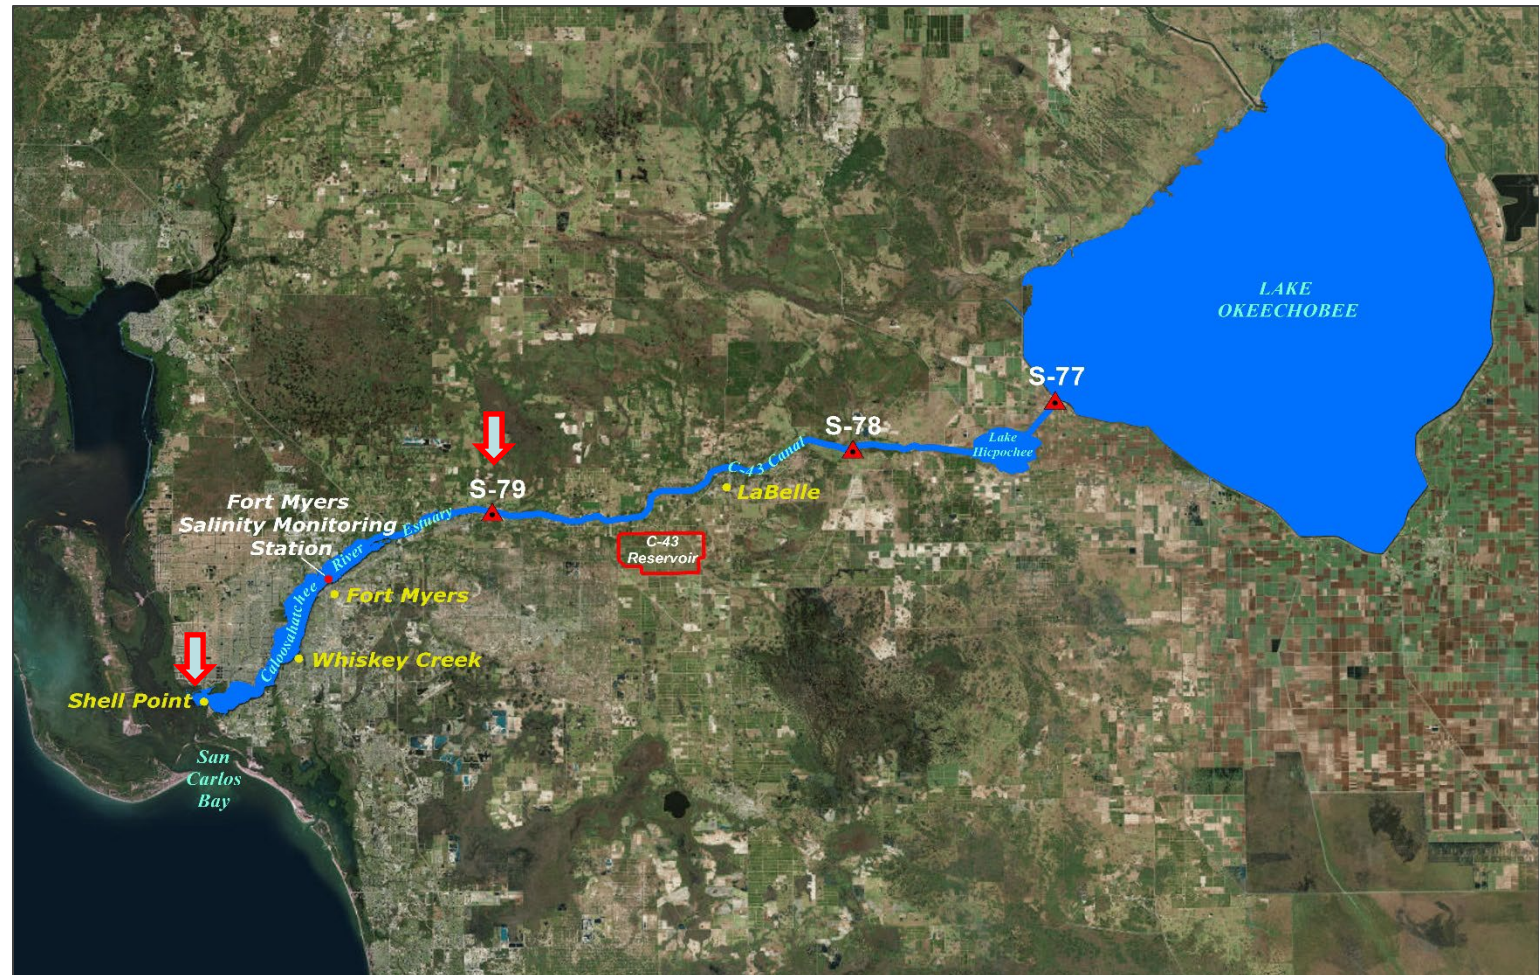 LAKE
OKEECHOBEE
S-77
S-78
Lake
Hicpochee
C-43 Canal
LaBelle
S-79
C-43
Reservoir
Fort Myers
Salinity Monitoring
Station
Caloosahatchee River Estuary
Fort Myers
Whiskey Creek
Shell Point
San
Carlos
Bay